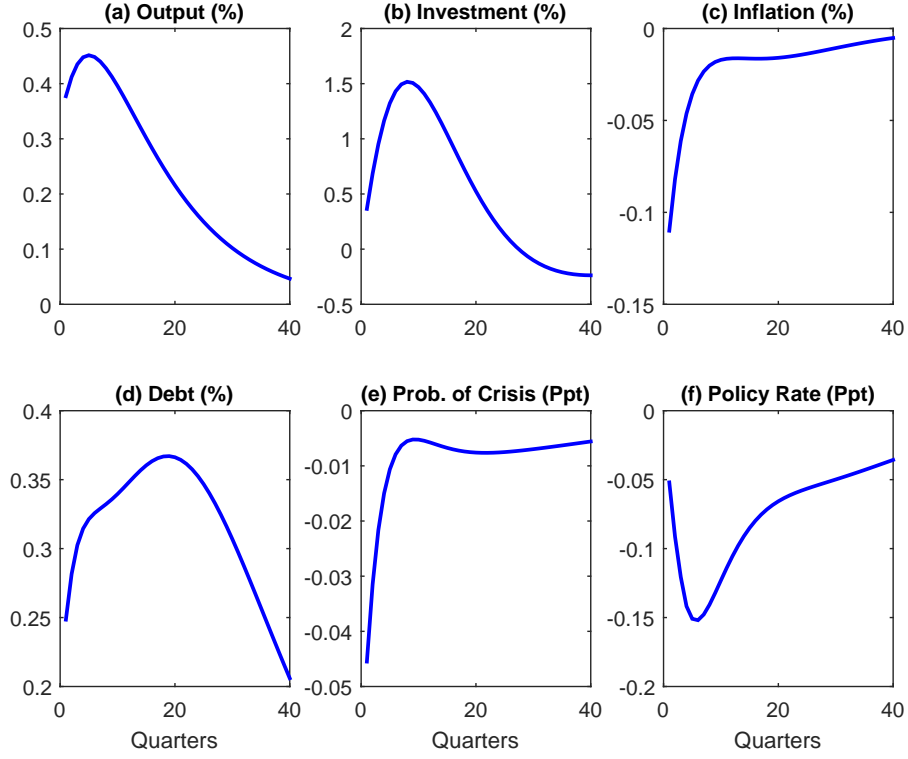 (a) Output (%)
0.5
0.4
0.3
0.2
0.1
0
0 20 40
(b) Investment (%)
2
1.5
1
0.5
0
-0.5
0 20 40
(c) Inflation (%)
0
-0.05
-0.1
-0.15
0 20 40
(d) Debt (%)
0.4
0.35
0.3
0.25
0.2
0 20 40
Quarters
(e) Prob. of Crisis (Ppt)
0
-0.01
-0.02
-0.03
-0.04
-0.05
0 20 40
Quarters
(f) Policy Rate (Ppt)
0
-0.05
-0.1
-0.15
-0.2
0 20 40
Quarters